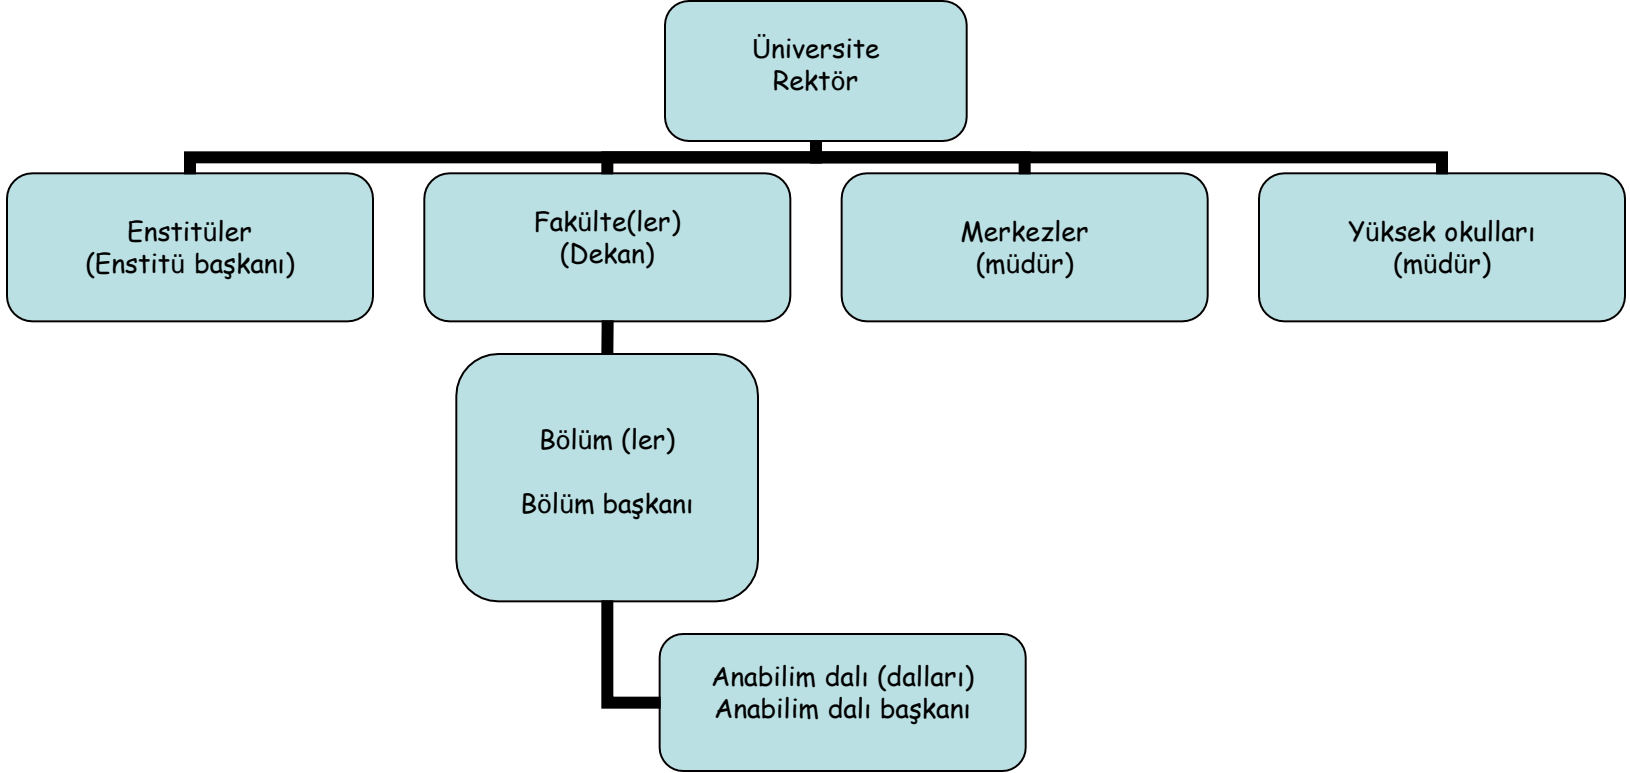 Üniversite
Rektör
Enstitüler
(Enstitü başkanı)
Fakülte(ler)
(Dekan)
Merkezler
(müdür)
Yüksek okulları
(müdür)
Bölüm (ler)
Bölüm başkanı
Anabilim dalı (dalları)
Anabilim dalı başkanı